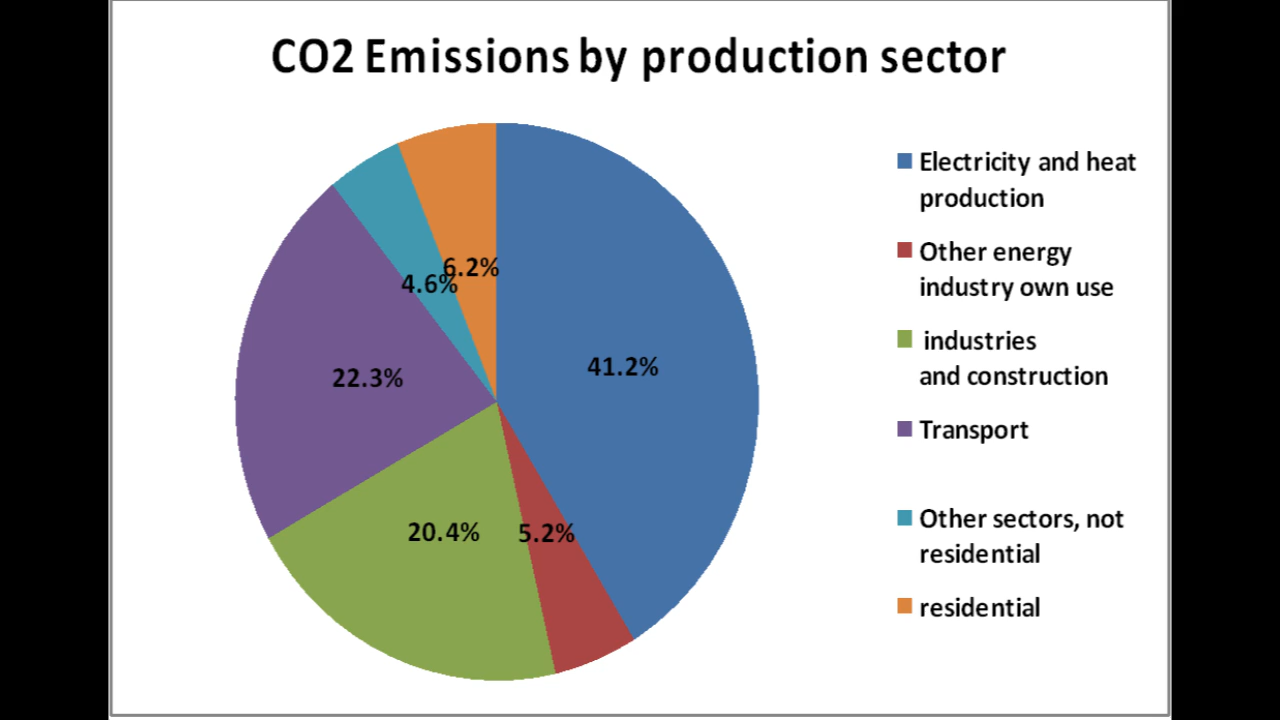 CO2 Emissions by production sector
6.2%
4.6%
41.2%
22.3%
20.4%
5.2%
Electricity and heat
production
Other energy
industry own use
industries
and construction
Transport
Other sectors, not
residential
residential